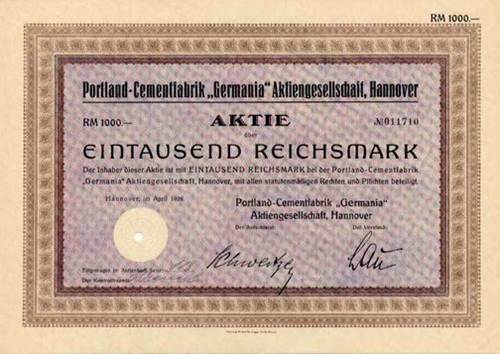 RM 1000.—
Portland-Cementfabrik „Germania" Aktiengesellschaft, Hannover
RM 1000.—
AKTIE
№ 011710
über
EINTAUSEND REICHSMARK
Der Inhaber dieser Aktie ist mit EINTAUSEND REICHSMARK bei der Portland-Cementfabrik
„Germania" Aktiengesellschaft, Hannover, mit allen statutenmäßigen Rechten und Pflichten beteiligt.
Hannover, im April
Portland-Cementfabrik „Germania"
Aktiengesellschaft, Hannover
Der Aufsichtsrat:
Der Vorstand:
Der Kontrollbeamte